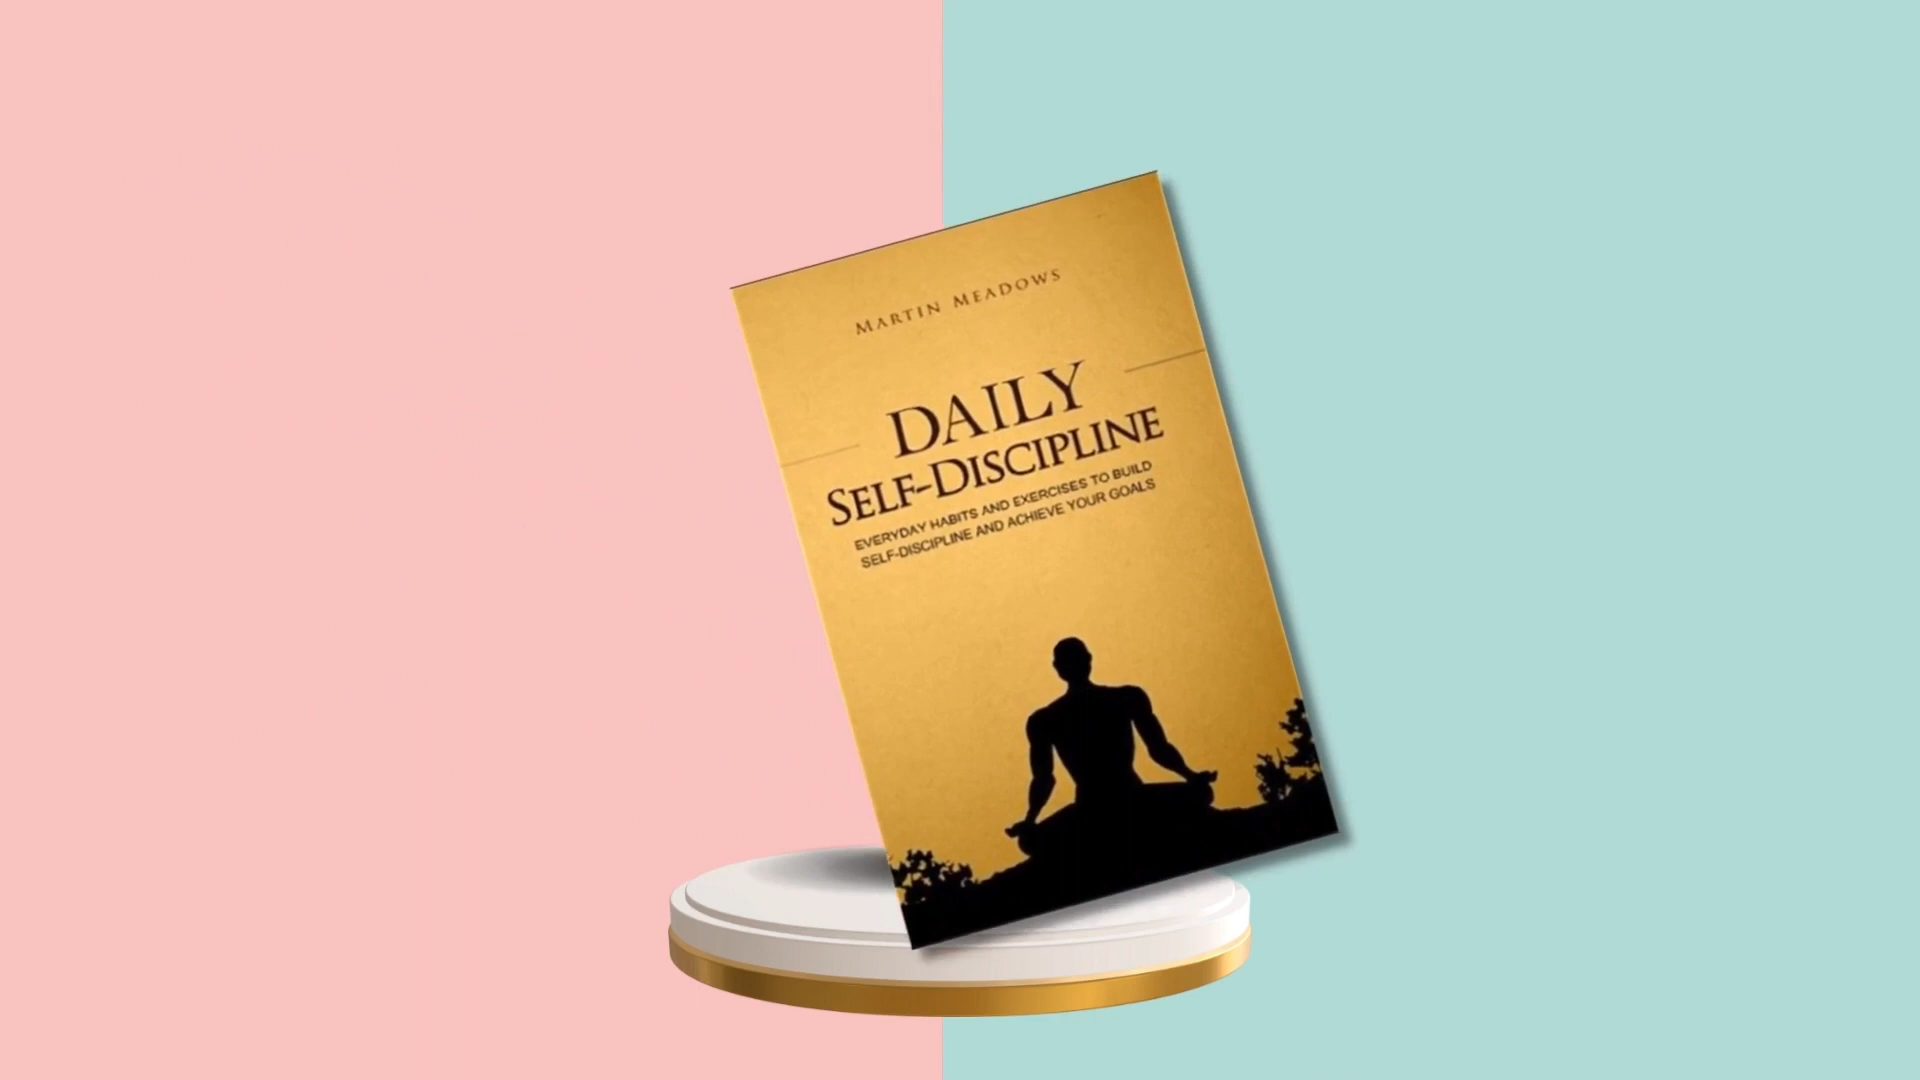 MARTIN MEADOWS
DAILY
SELF-DISCIPLINE
EVERYDAY HABITS AND EXERCISES TO BUILD
SELF-DISCIPLINE AND ACHIEVE YOUR GOALS